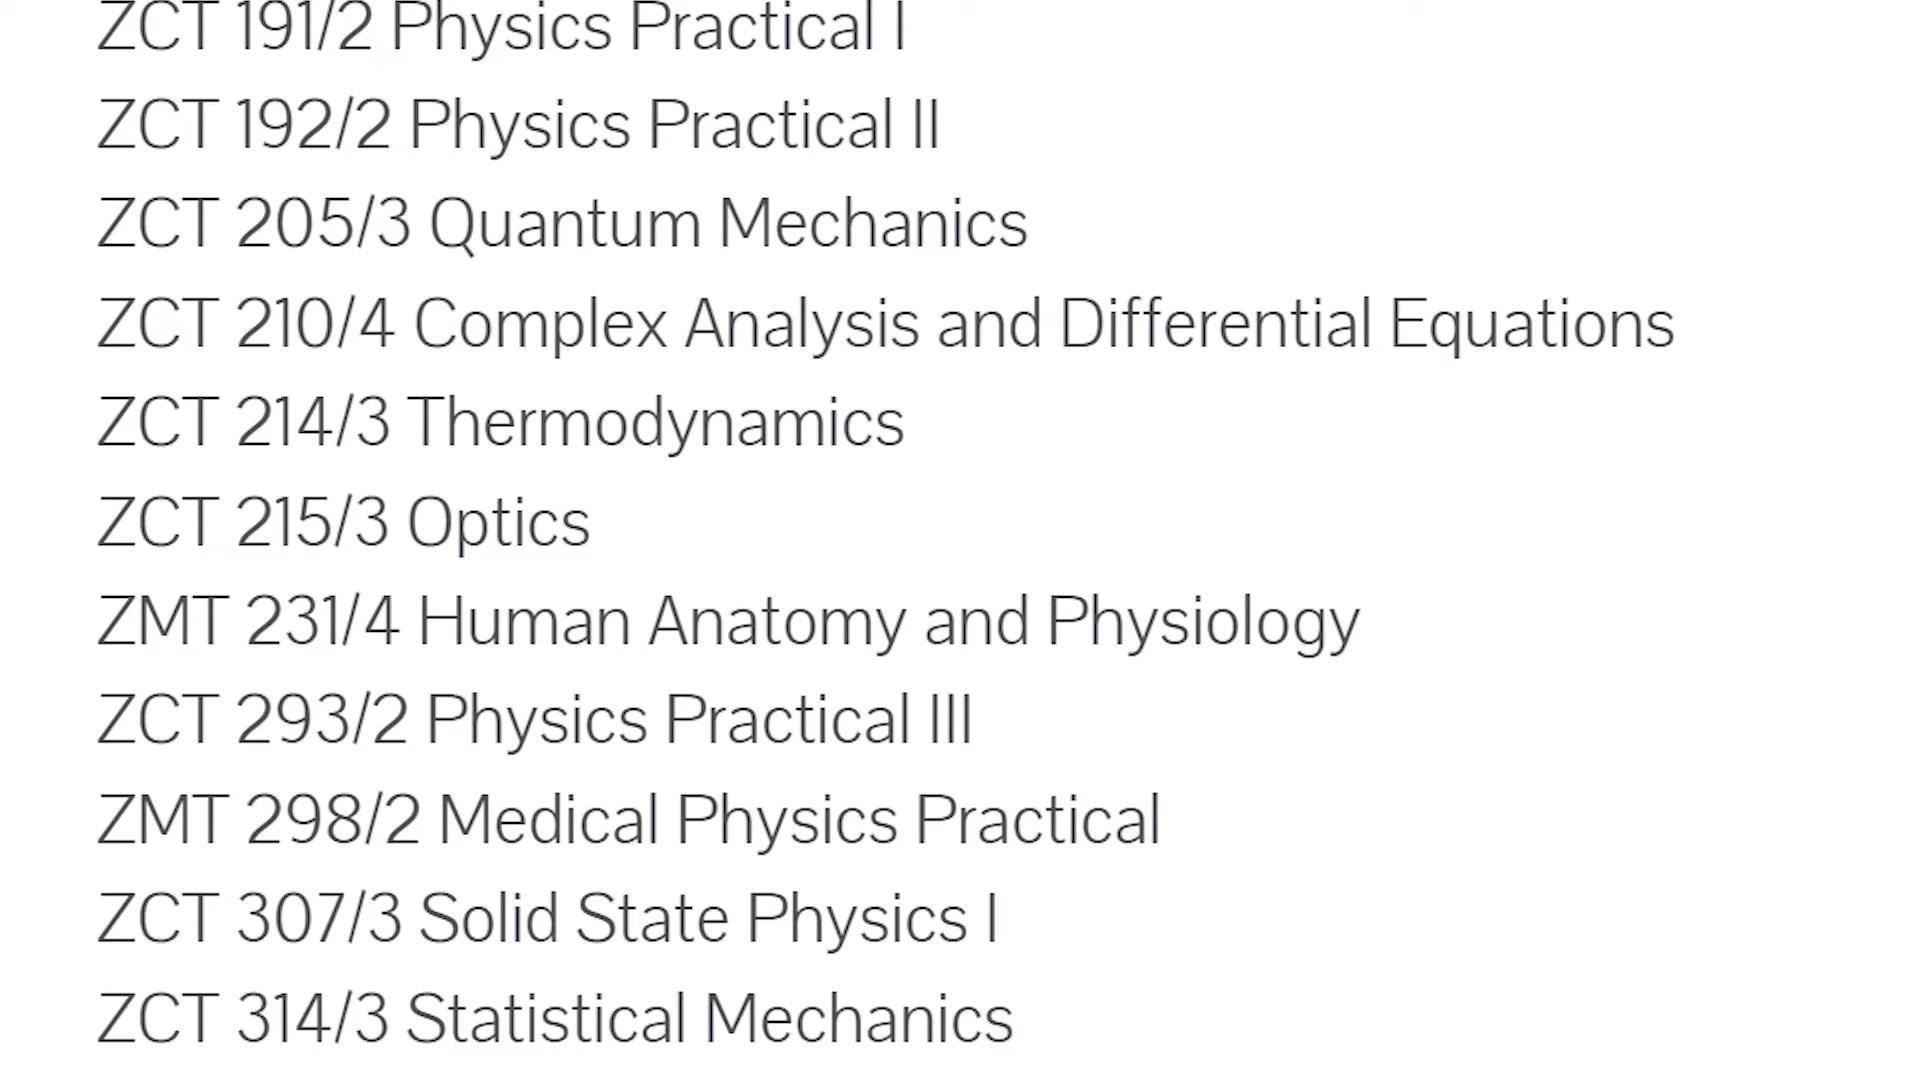 ZCT 191/2 Physics Practical I
ZCT 192/2 Physics Practical II
ZCT 205/3 Quantum Mechanics
ZCT 210/4 Complex Analysis and Differential Equations
ZCT 214/3 Thermodynamics
ZCT 215/3 Optics
ZMT 231/4 Human Anatomy and Physiology
ZCT 293/2 Physics Practical III
ZMT 298/2 Medical Physics Practical
ZCT 307/3 Solid State Physics I
ZCT 314/3 Statistical Mechanics